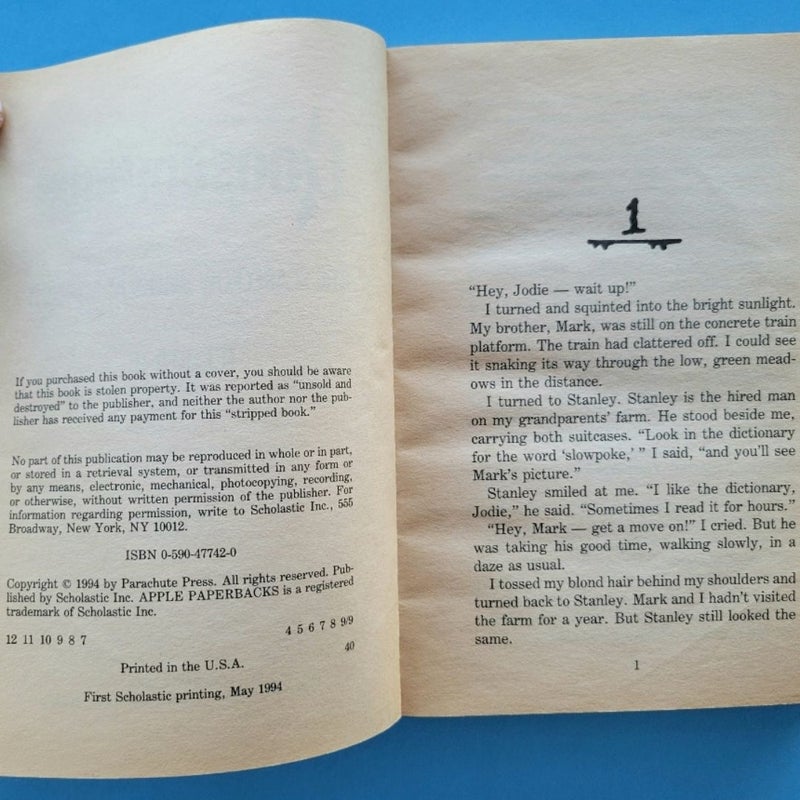 If you purchased this book without a cover, you should be aware
that this book is stolen property. It was reported as "unsold and
destroyed" to the publisher, and neither the author nor the pub-
lisher has received any payment for this "stripped book."
No part of this publication may be reproduced in whole or in part,
or stored in a retrieval system, or transmitted in any form or
by any means, electronic, mechanical, photocopying, recording,
or otherwise, without written permission of the publisher. For
information regarding permission, write to Scholastic Inc., 555
Broadway, New York, NY 10012.
ISBN 0-590-47742-0
Copyright © 1994 by Parachute Press. All rights reserved. Pub-
lished by Scholastic Inc. APPLE PAPERBACKS is a registered
trademark of Scholastic Inc.
12 11 10 9 8 7 4 5 6 7 8 9/9
40
Printed in the U.S.A.
First Scholastic printing, May 1994
1
"Hey, Jodie — wait up!"
I turned and squinted into the bright sunlight.
My brother, Mark, was still on the concrete train
platform. The train had clattered off. I could see
it snaking its way through the low, green mead-
ows in the distance.
I turned to Stanley. Stanley is the hired man
on my grandparents' farm. He stood beside me,
carrying both suitcases. "Look in the dictionary
for the word 'slowpoke,' " I said, "and you'll see
Mark's picture."
Stanley smiled at me. "I like the dictionary,
Jodie," he said. "Sometimes I read it for hours."
"Hey, Mark — get a move on!" I cried. But he
was taking his good time, walking slowly, in a
daze as usual.
I tossed my blond hair behind my shoulders and
turned back to Stanley. Mark and I hadn't visited
the farm for a year. But Stanley still looked the
same.
1